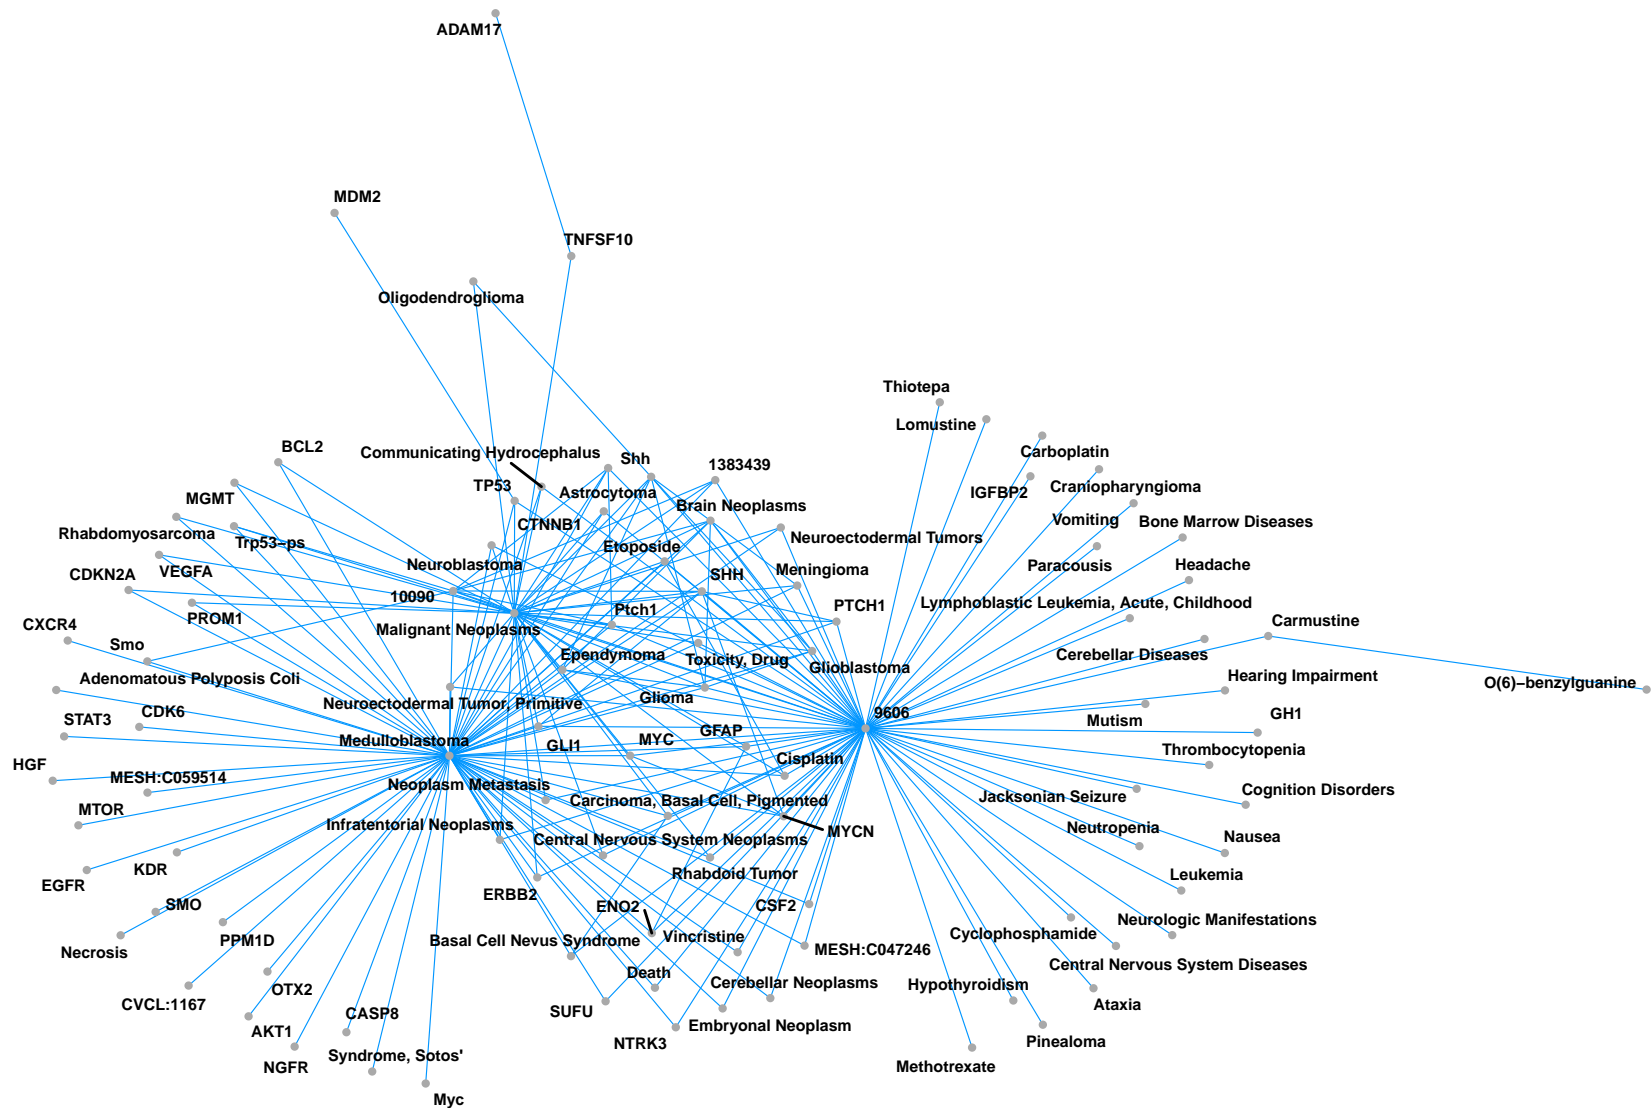 ADAM17
MDM2
TNFSF10
Oligodendroglioma
Thiotepa
Lomustine
BCL2
Communicating Hydrocephalus
Shh
1383439
Carboplatin
TP53
MGMT
Astrocytoma
IGFBP2
Craniopharyngioma
Brain Neoplasms
Vomiting
Bone Marrow Diseases
CTNNB1
Rhabdomyosarcoma
Trp53−ps
Neuroectodermal Tumors
Etoposide
Paracousis
Headache
Neuroblastoma
VEGFA
CDKN2A
SHH
Meningioma
10090
PTCH1
Lymphoblastic Leukemia, Acute, Childhood
PROM1
Ptch1
CXCR4
Malignant Neoplasms
Carmustine
Smo
Ependymoma
Toxicity, Drug
Glioblastoma
Cerebellar Diseases
Adenomatous Polyposis Coli
Hearing Impairment
O(6)−benzylguanine
Neuroectodermal Tumor, Primitive
Glioma
CDK6
STAT3
9606
Mutism
GH1
Medulloblastoma
GLI1
MYC
GFAP
Thrombocytopenia
HGF
MESH:C059514
Cisplatin
Neoplasm Metastasis
Carcinoma, Basal Cell, Pigmented
Jacksonian Seizure
Cognition Disorders
MTOR
Infratentorial Neoplasms
Central Nervous System Neoplasms
MYCN
Neutropenia
Nausea
KDR
EGFR
Rhabdoid Tumor
Leukemia
ERBB2
SMO
ENO2
CSF2
Neurologic Manifestations
Necrosis
PPM1D
Basal Cell Nevus Syndrome
Vincristine
MESH:C047246
Cyclophosphamide
Central Nervous System Diseases
Death
Cerebellar Neoplasms
Hypothyroidism
OTX2
CVCL:1167
CASP8
SUFU
Ataxia
AKT1
Embryonal Neoplasm
NTRK3
Pinealoma
Syndrome, Sotos'
NGFR
Methotrexate
Myc